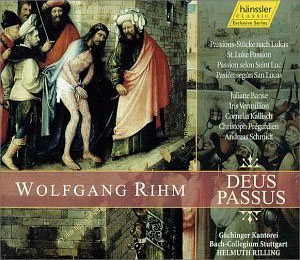 hänssler
CLASSIC
Exclusive Series
Passions-Stücke nach Lukas
St. Luke Passion
Passion selon Saint Luc
Pasión según San Lucas
Juliane Banse
Iris Vermillion
Cornelia Kallisch
Christoph Prégardien
Andreas Schmidt
WOLFGANG RIHM
DEUS
PASSUS
Gächinger Kantorei
Bach-Collegium Stuttgart
HELMUTH RILLING